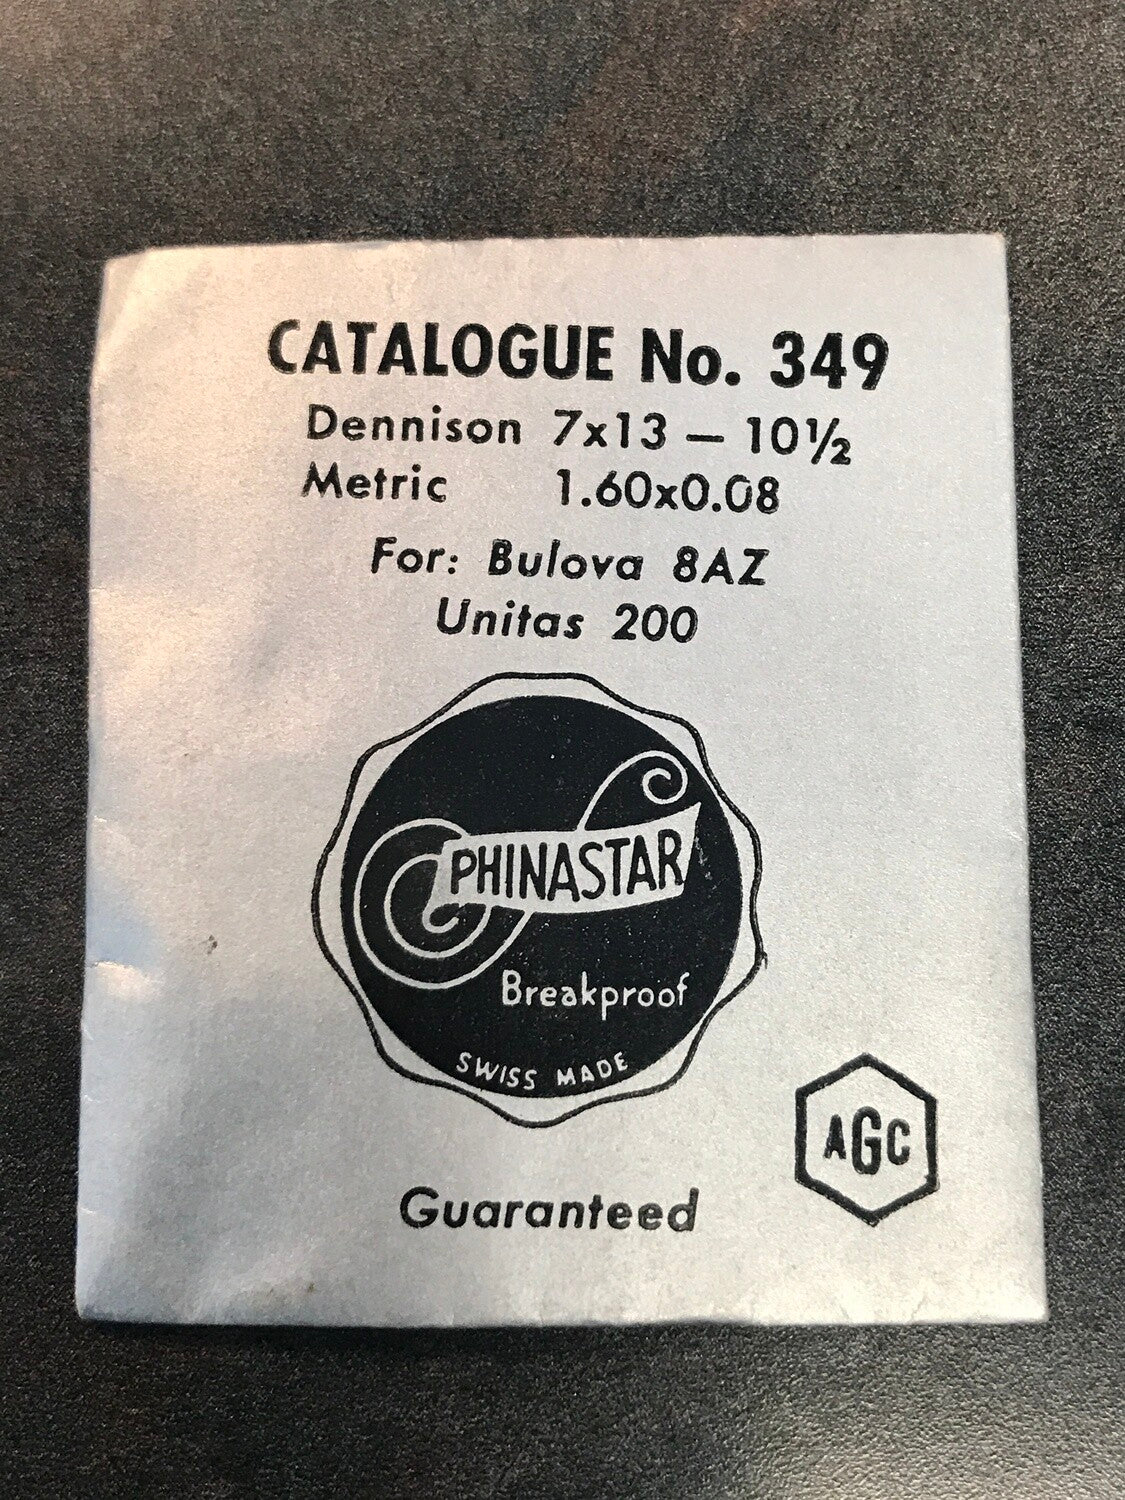 CATALOGUE No. 349
Dennison 7x13 — 10½
Metric 1.60x0.08
For: Bulova 8AZ
Unitas 200
PHINASTAR
Breakproof
SWISS MADE
AGC
Guaranteed